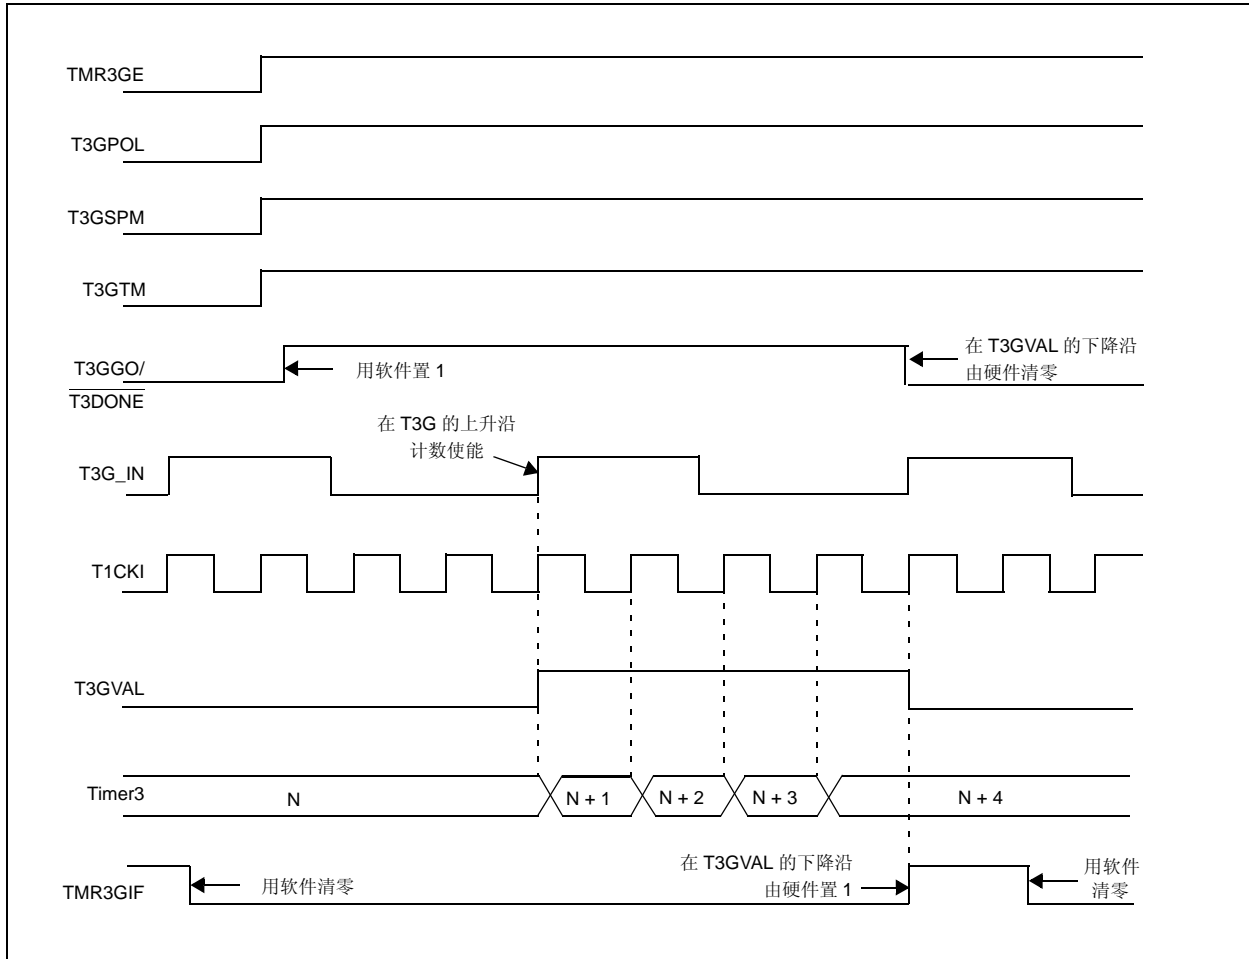 TMR3GE
T3GPOL
T3GSPM
T3GTM
T3GGO/
T3DONE
用软件置 1
在 T3GVAL 的下降沿
由硬件清零
在 T3G 的上升沿
计数使能
T3G_IN
T1CKI
T3GVAL
Timer3
N
N + 1
N + 2
N + 3
N + 4
TMR3GIF
用软件清零
在 T3GVAL 的下降沿
由硬件置 1
用软件
清零